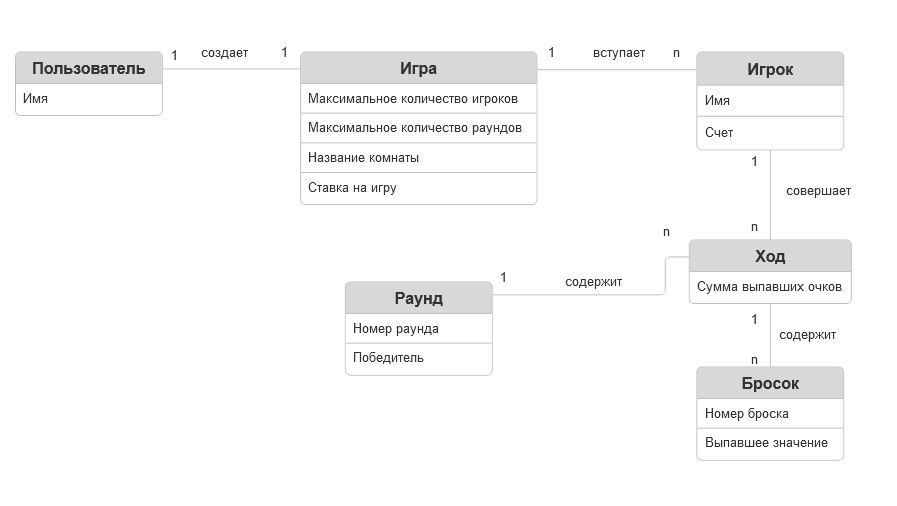 Пользователь
Имя
1
создает
1
Игра
Максимальное количество игроков
Максимальное количество раундов
Название комнаты
Ставка на игру
1
вступает
n
Игрок
Имя
Счет
1
совершает
n
Ход
Сумма выпавших очков
n
содержит
1
Раунд
Номер раунда
Победитель
1
содержит
n
Бросок
Номер броска
Выпавшее значение